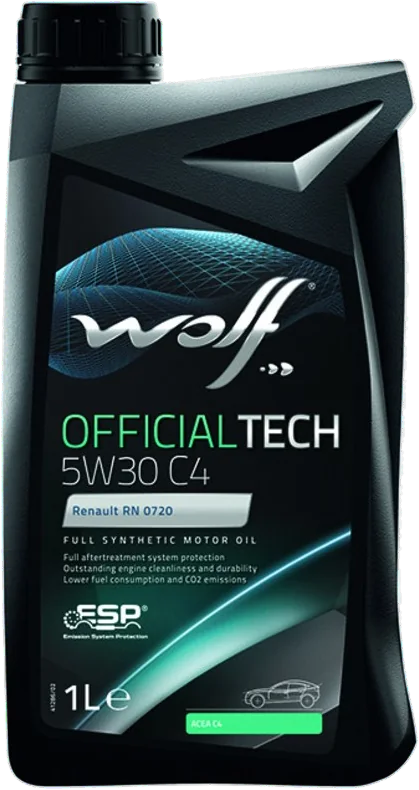 wolf
OFFICIALTECH
5W30 C4
Renault RN 0720
FULL SYNTHETIC MOTOR OIL
Full aftertreatment system protection
Outstanding engine cleanliness and durability
Lower fuel consumption and CO2 emissions
ESP®
Emission System Protection
1L e
ACEA C4